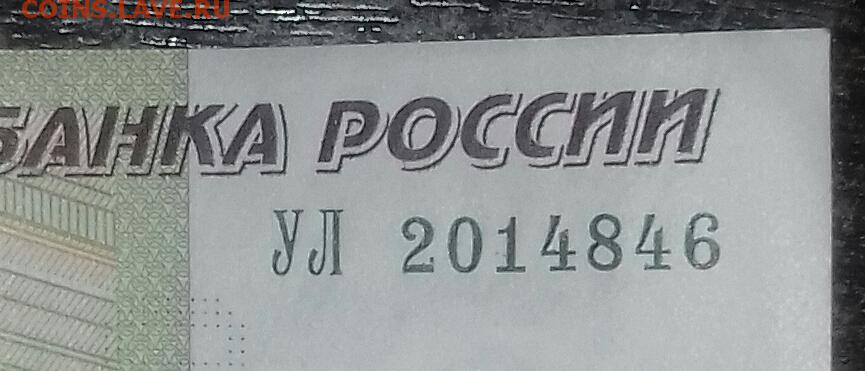 COINS.LAVE.RU
БАНКА РОССИИ
УЛ 2014846